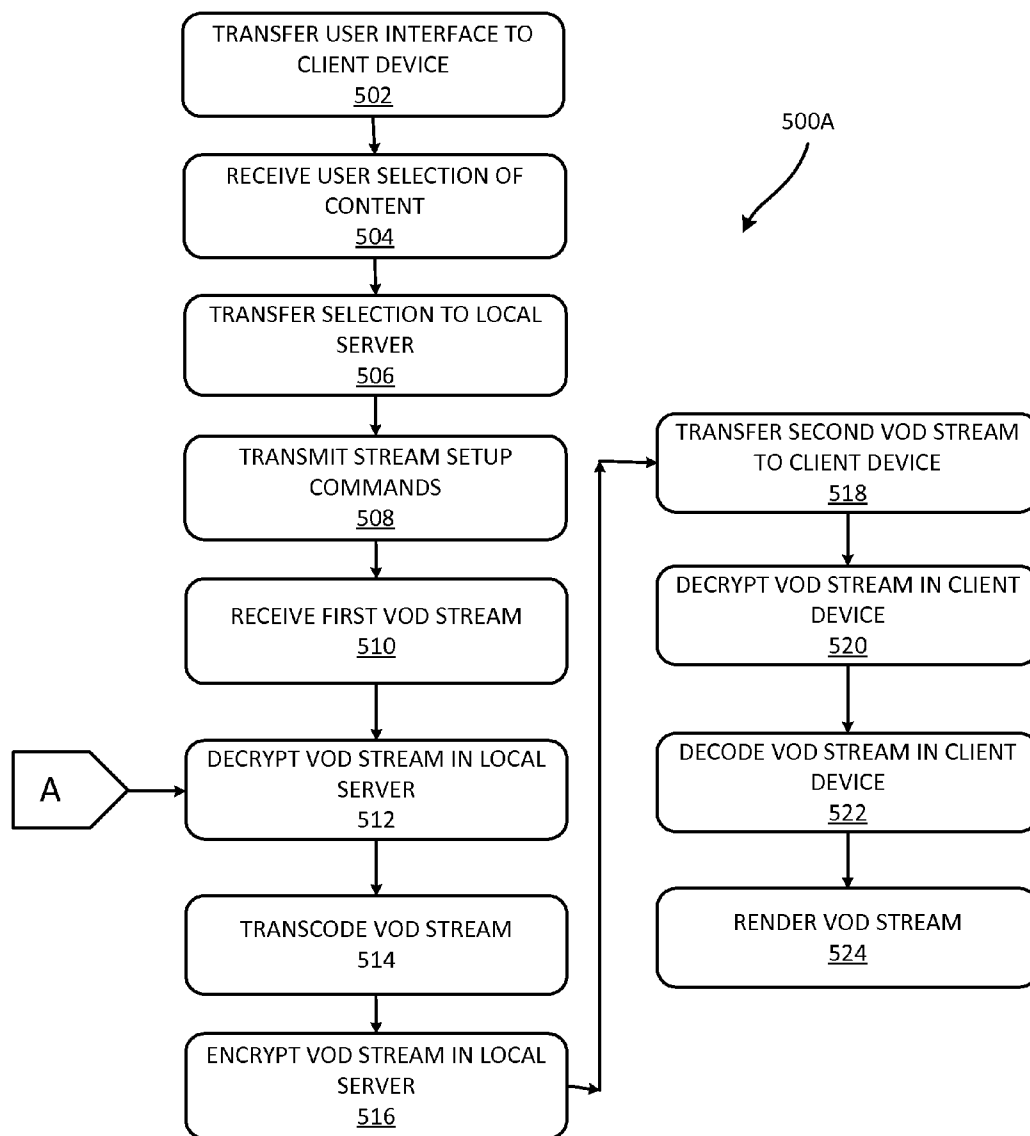 TRANSFER USER INTERFACE TO
CLIENT DEVICE
502
500A
RECEIVE USER SELECTION OF
CONTENT
504
TRANSFER SELECTION TO LOCAL
SERVER
506
TRANSMIT STREAM SETUP
COMMANDS
508
RECEIVE FIRST VOD STREAM
510
A
DECRYPT VOD STREAM IN LOCAL
SERVER
512
TRANSCODE VOD STREAM
514
ENCRYPT VOD STREAM IN LOCAL
SERVER
516
TRANSFER SECOND VOD STREAM
TO CLIENT DEVICE
518
DECRYPT VOD STREAM IN CLIENT
DEVICE
520
DECODE VOD STREAM IN CLIENT
DEVICE
522
RENDER VOD STREAM
524